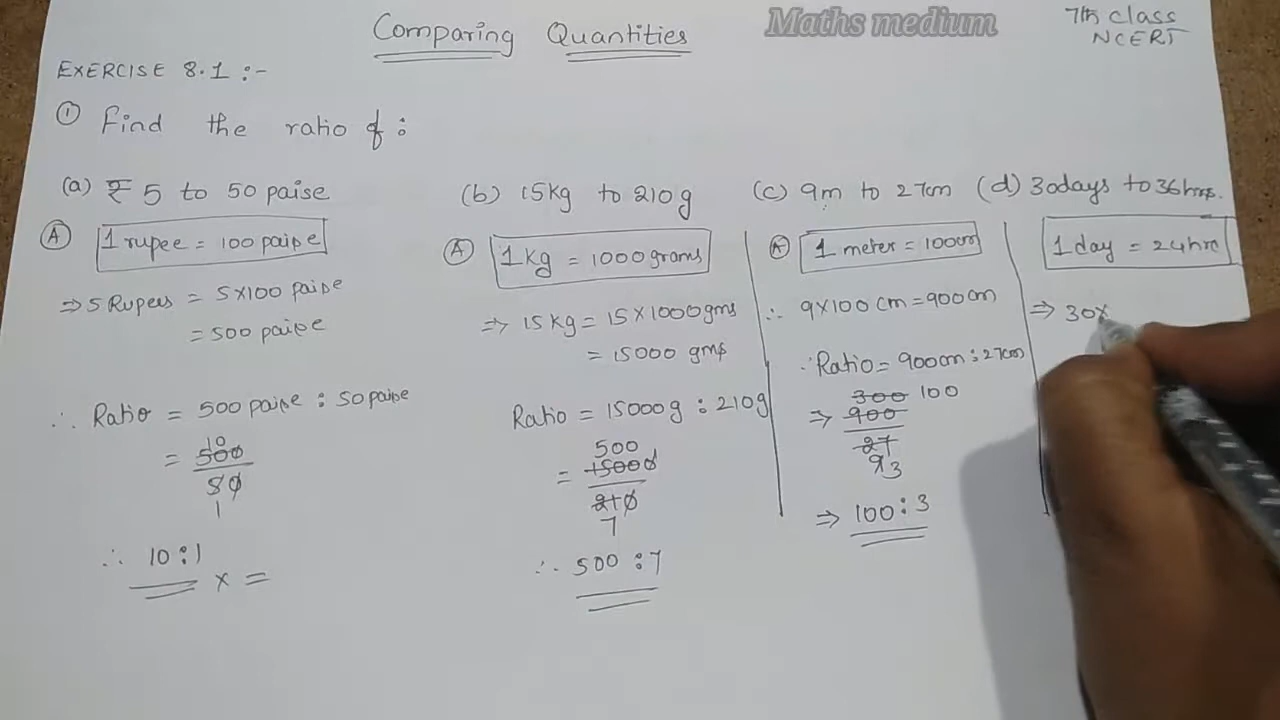 Maths medium
7th class
NCERT
Comparing Quantities
EXERCISE 8.1 :-
① Find the ratio of :
(a) ₹ 5 to 50 paise
Ⓐ 1 rupee = 100 paise
⇒ 5 Rupees = 5×100 paise
= 500 paise
∴ Ratio = 500 paise : 50 paise
10
= 500
50
1
∴ 10 : 1 × =
(b) 15kg to 210g
Ⓐ 1 kg = 1000 grams
⇒ 15 kg = 15 × 1000 gms
= 15000 gms
Ratio = 15000g : 210g
500
= 15000
210
7
∴ 500 : 7
(c) 9m to 27cm
Ⓐ 1 meter = 100cm
∴ 9×100 cm = 900cm
∴ Ratio = 900cm : 27cm
300 100
⇒ 900
27
9 3
⇒ 100 : 3
(d) 30days to 36hrs.
1 day = 24hrs
⇒ 30×